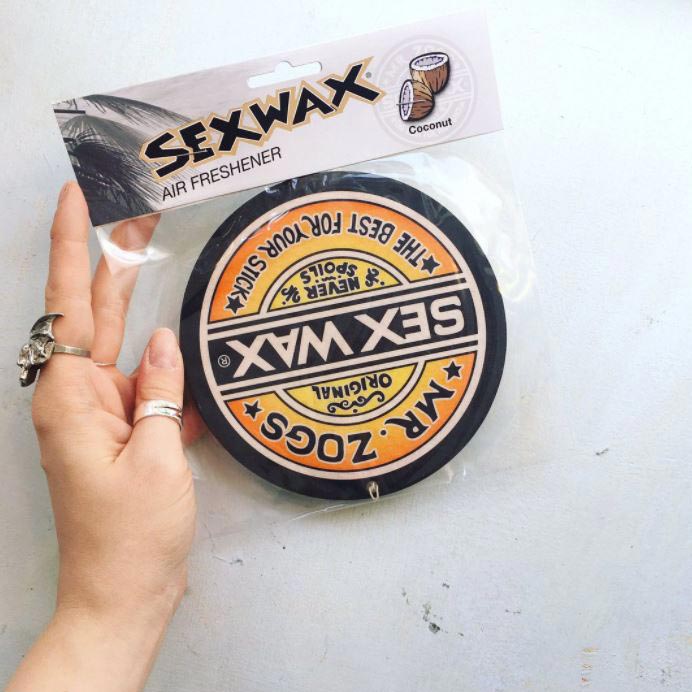 SEXWAX®
AIR FRESHENER
Coconut
MR. ZOGS
ORIGINAL
SEX WAX®
NEVER SPOILS
THE BEST FOR YOUR STICK